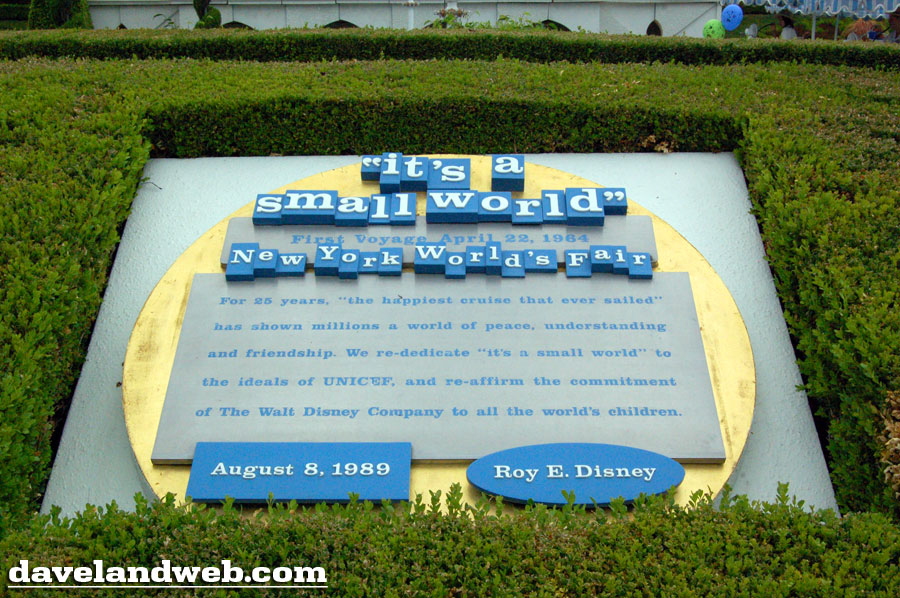 “it's a
small world”
First Voyage April 22, 1964
New York World's Fair
For 25 years, “the happiest cruise that ever sailed”
has shown millions a world of peace, understanding
and friendship. We re-dedicate “it's a small world” to
the ideals of UNICEF, and re-affirm the commitment
of The Walt Disney Company to all the world's children.
August 8, 1989
Roy E. Disney
davelandweb.com